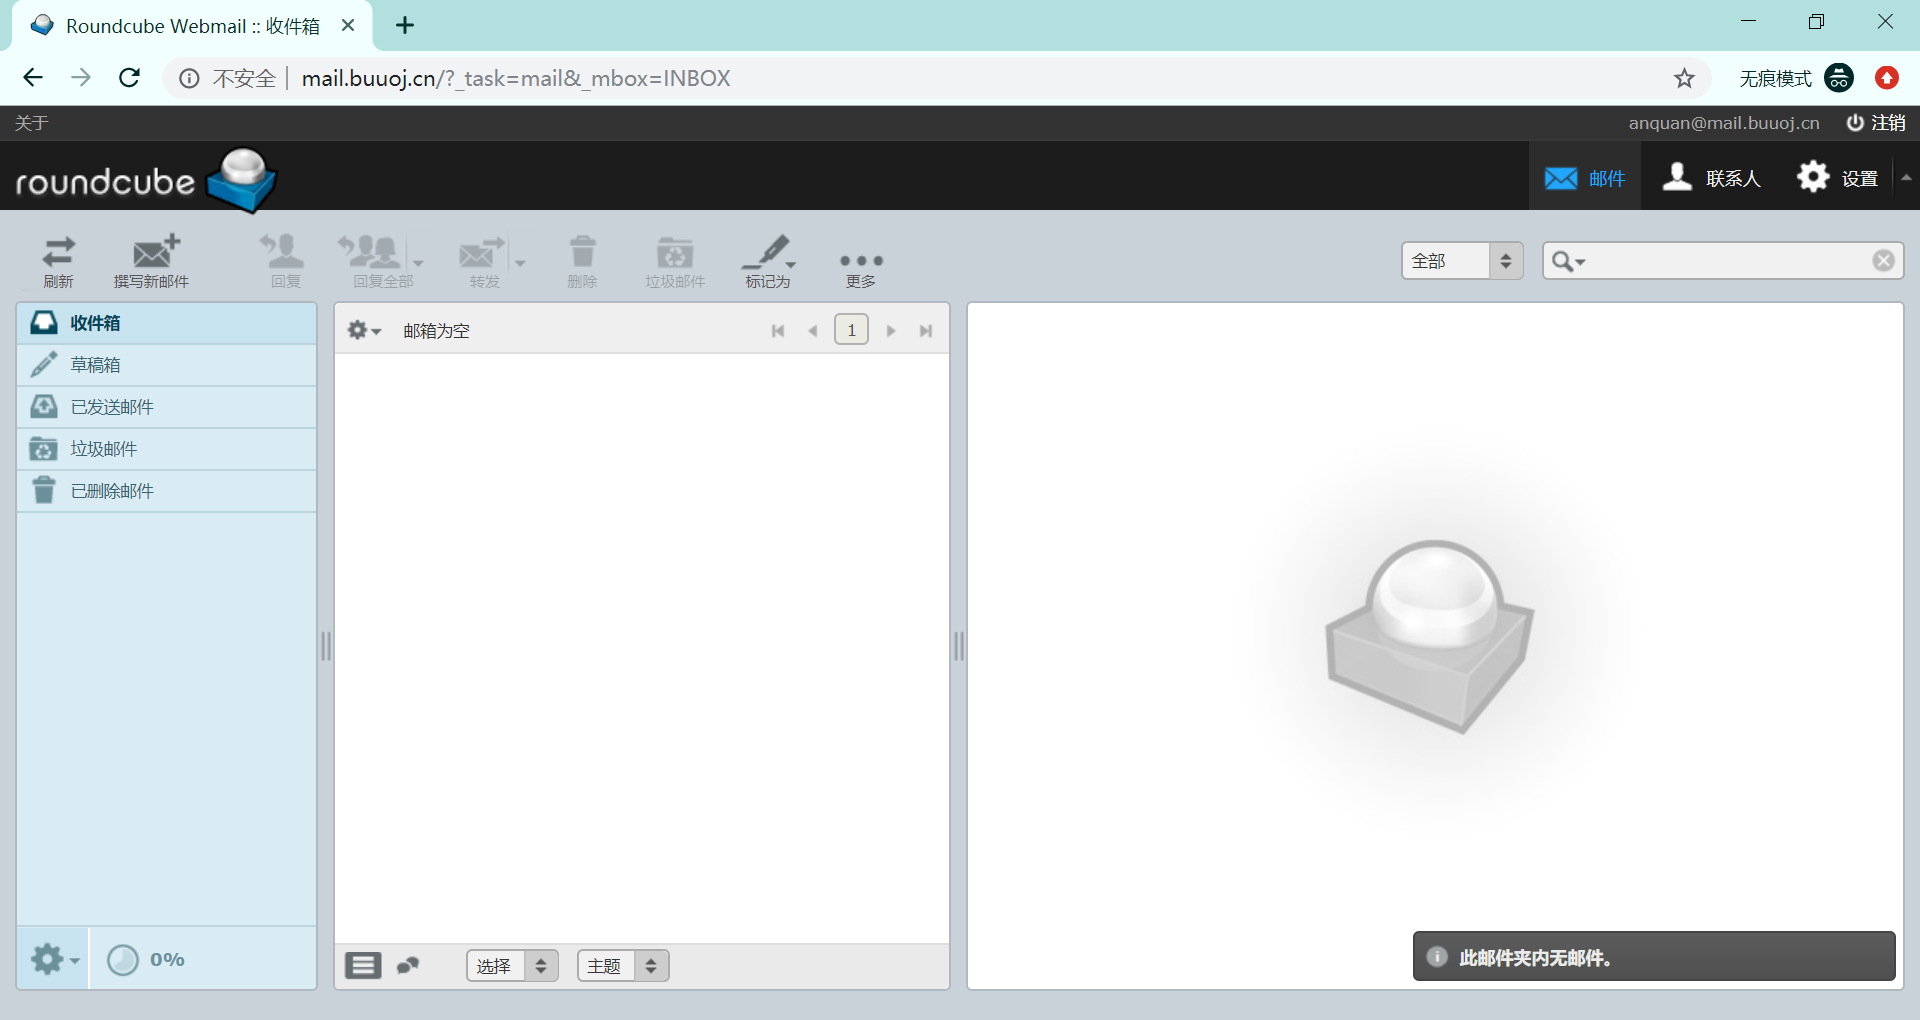 Roundcube Webmail :: 收件箱
不安全 | mail.buuoj.cn/?_task=mail&_mbox=INBOX
无痕模式
关于
anquan@mail.buuoj.cn 注销
roundcube
邮件 联系人 设置
刷新 撰写新邮件 回复 回复全部 转发 删除 垃圾邮件 标记为 更多
全部
收件箱
草稿箱
已发送邮件
垃圾邮件
已删除邮件
邮箱为空 1
0%
选择 主题
此邮件夹内无邮件。